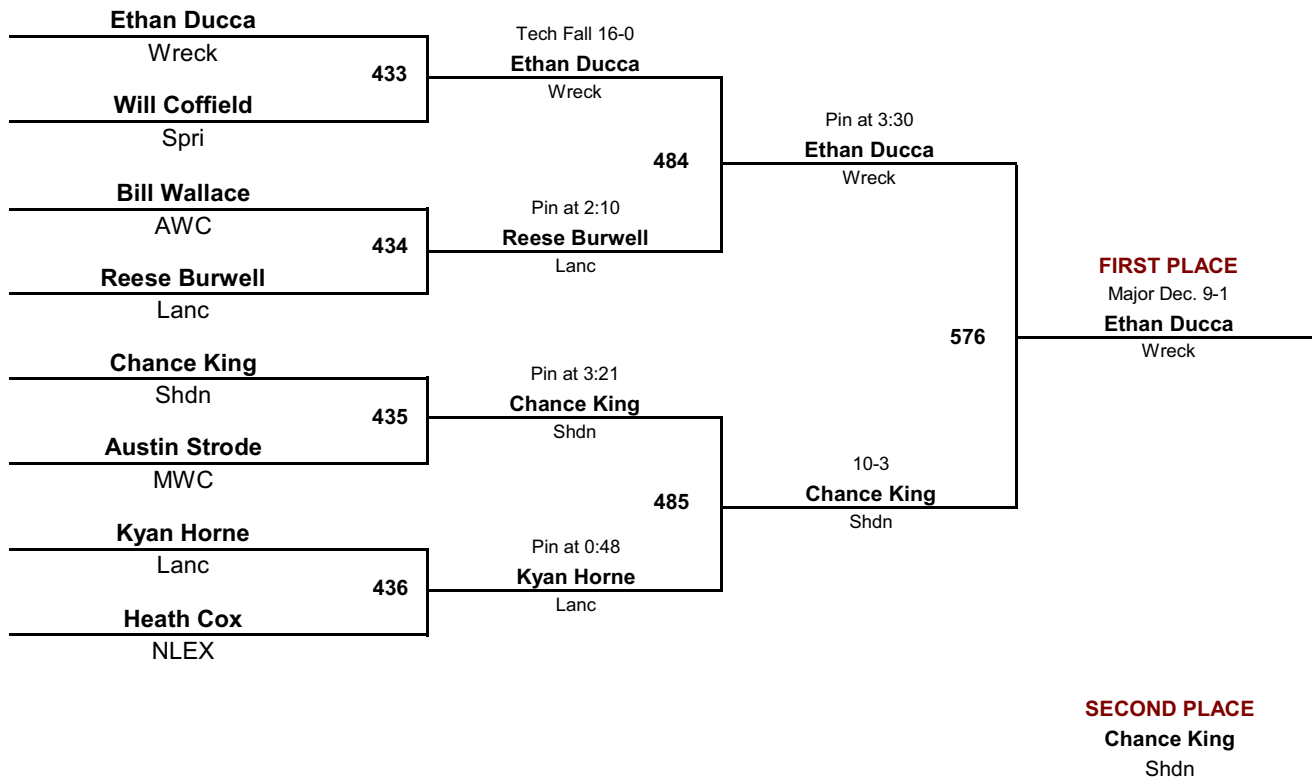 Ethan Ducca
Wreck
433
Will Coffield
Spri
Bill Wallace
AWC
434
Reese Burwell
Lanc
Chance King
Shdn
435
Austin Strode
MWC
Kyan Horne
Lanc
436
Heath Cox
NLEX
Tech Fall 16-0
Ethan Ducca
Wreck
484
Pin at 2:10
Reese Burwell
Lanc
Pin at 3:21
Chance King
Shdn
485
Pin at 0:48
Kyan Horne
Lanc
Pin at 3:30
Ethan Ducca
Wreck
576
10-3
Chance King
Shdn
FIRST PLACE
Major Dec. 9-1
Ethan Ducca
Wreck
SECOND PLACE
Chance King
Shdn